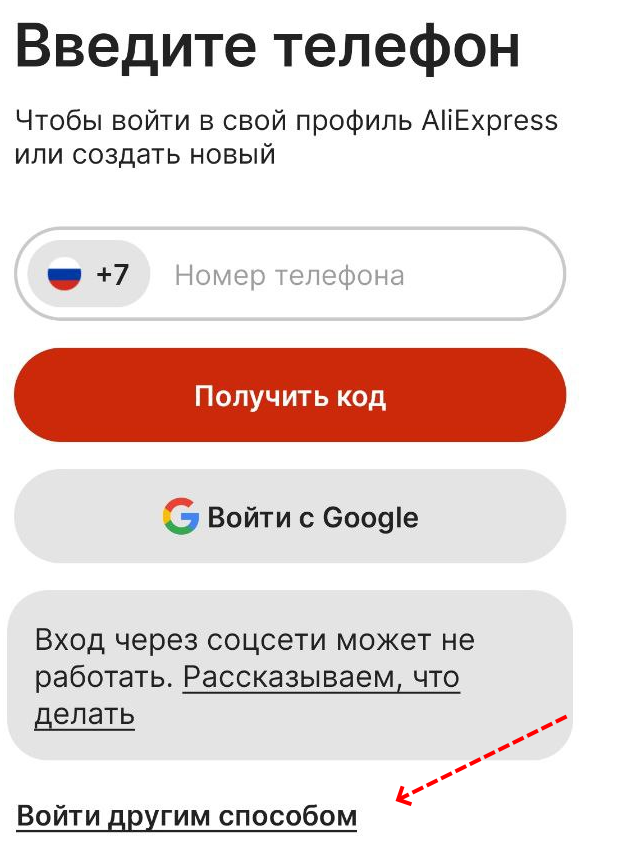 Введите телефон
Чтобы войти в свой профиль AliExpress
или создать новый
+7 Номер телефона
Получить код
Войти с Google
Вход через соцсети может не
работать. Рассказываем, что
делать
Войти другим способом